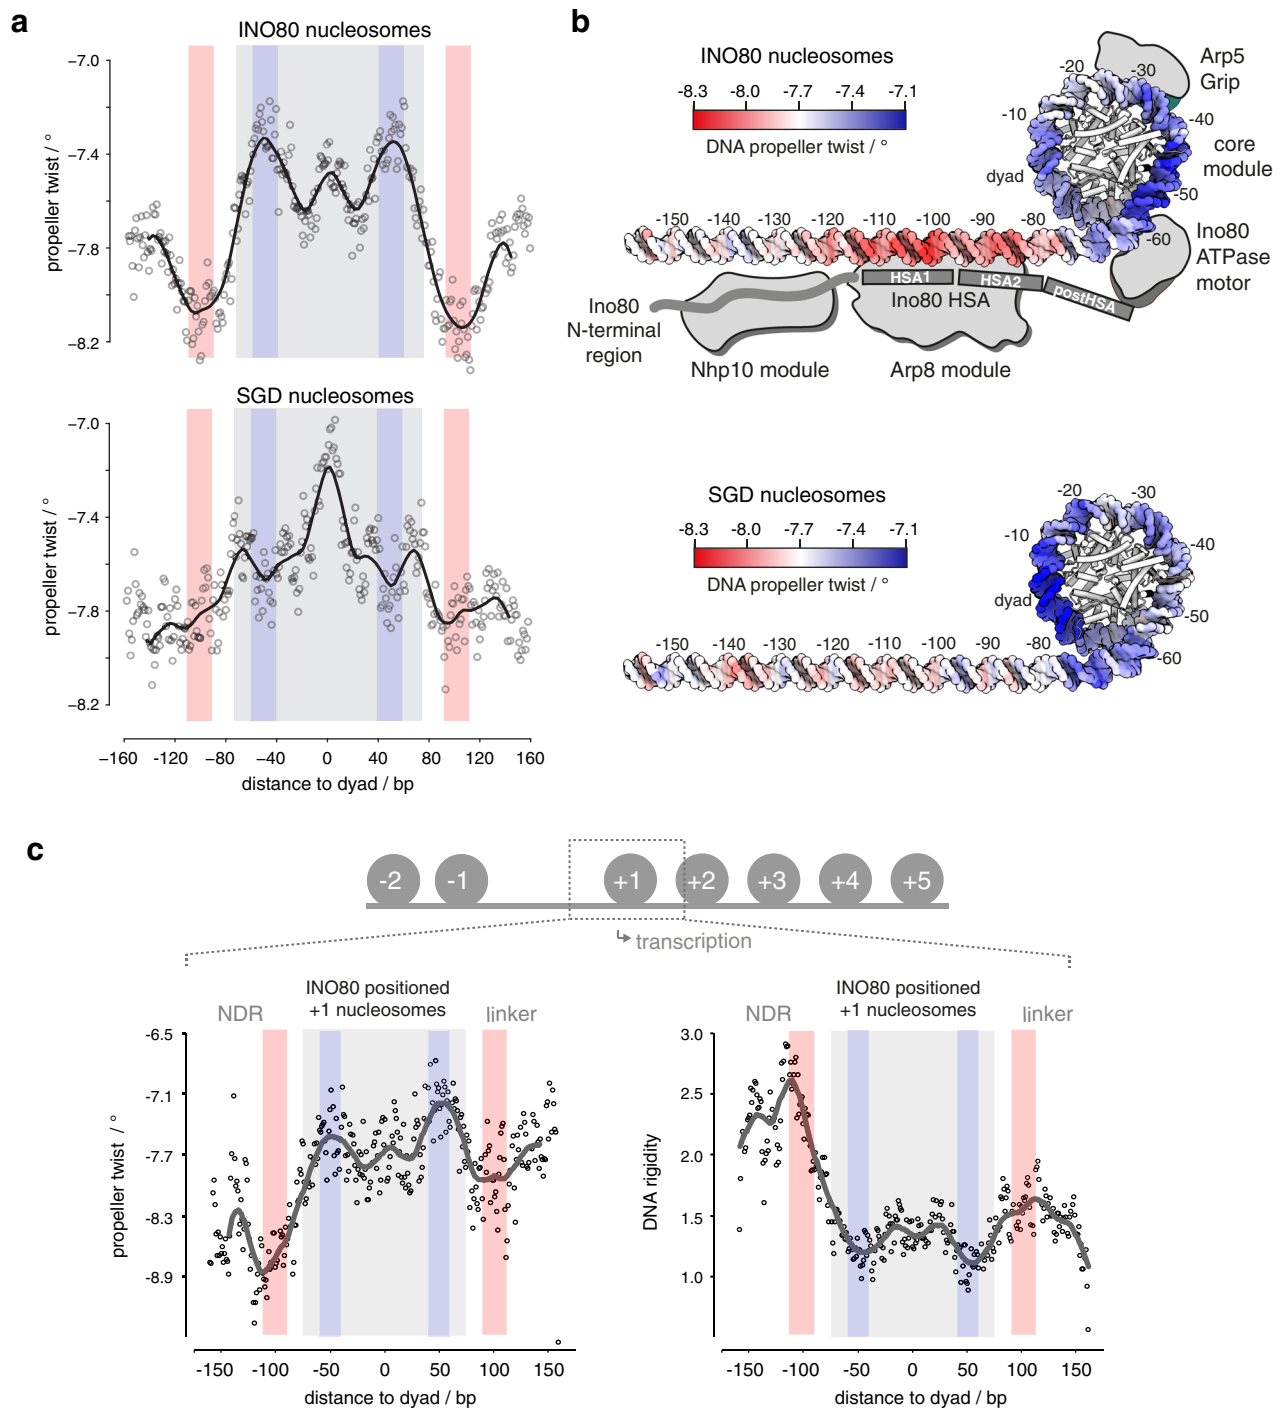 a
INO80 nucleosomes
−7.0
−7.4
−7.8
−8.2
propeller twist / °
SGD nucleosomes
−7.0
−7.4
−7.8
−8.2
propeller twist / °
−160 -120 -80 -40 0 40 80 120 160
distance to dyad / bp
b
INO80 nucleosomes
-8.3 -8.0 -7.7 -7.4 -7.1
DNA propeller twist / °
-20
-30
Arp5
Grip
-10
-40
core
module
dyad
-50
-60
Ino80
ATPase
motor
-150 -140 -130 -120 -110 -100 -90 -80
HSA1
HSA2
postHSA
Ino80 HSA
Ino80
N-terminal
region
Nhp10 module
Arp8 module
SGD nucleosomes
-8.3 -8.0 -7.7 -7.4 -7.1
DNA propeller twist / °
-20
-30
-10
-40
dyad
-50
-60
-150 -140 -130 -120 -110 -100 -90 -80
c
-2 -1 +1 +2 +3 +4 +5
transcription
NDR
INO80 positioned
+1 nucleosomes
linker
-6.5
-7.1
-7.7
-8.3
-8.9
propeller twist / °
-150 -100 -50 0 50 100 150
distance to dyad / bp
NDR
INO80 positioned
+1 nucleosomes
linker
3.0
2.5
2.0
1.5
1.0
DNA rigidity
-150 -100 -50 0 50 100 150
distance to dyad / bp